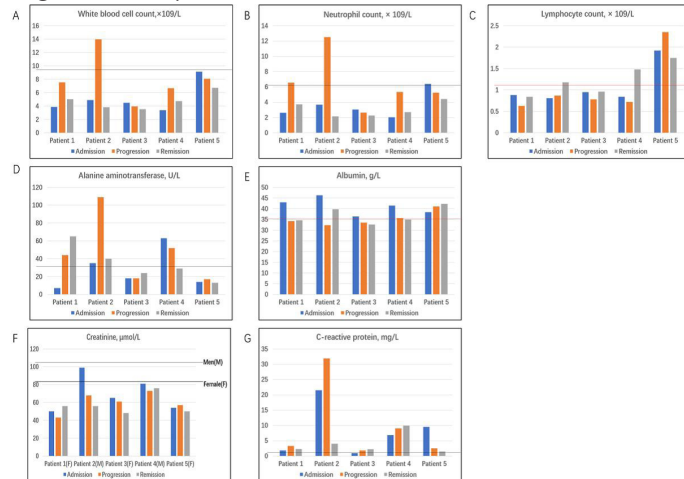 A
White blood cell count,×109/L
16
14
12
10
8
6
4
2
0
Patient 1 Patient 2 Patient 3 Patient 4 Patient 5
Admission Progression Remission
B
Neutrophil count, × 109/L
16
14
12
10
8
6
4
2
0
Patient 1 Patient 2 Patient 3 Patient 4 Patient 5
Admission Progression Remission
C
Lymphocyte count, × 109/L
2.5
2
1.5
1
0.5
0
Patient 1 Patient 2 Patient 3 Patient 4 Patient 5
Admission Progression Remission
D
Alanine aminotransferase, U/L
120
100
80
60
40
20
0
Patient 1 Patient 2 Patient 3 Patient 4 Patient 5
Admission Progression Remission
E
Albumin, g/L
50
45
40
35
30
25
20
15
10
5
0
Patient 1 Patient 2 Patient 3 Patient 4 Patient 5
Admission Progression Remission
F
Creatinine, μmol/L
120
100
80
60
40
20
0
Men(M)
Female(F)
Patient 1(F) Patient 2(M) Patient 3(F) Patient 4(M) Patient 5(F)
Admission Progression Remission
G
C-reactive protein, mg/L
35
30
25
20
15
10
5
0
Patient 1 Patient 2 Patient 3 Patient 4 Patient 5
Admission Progression Remission